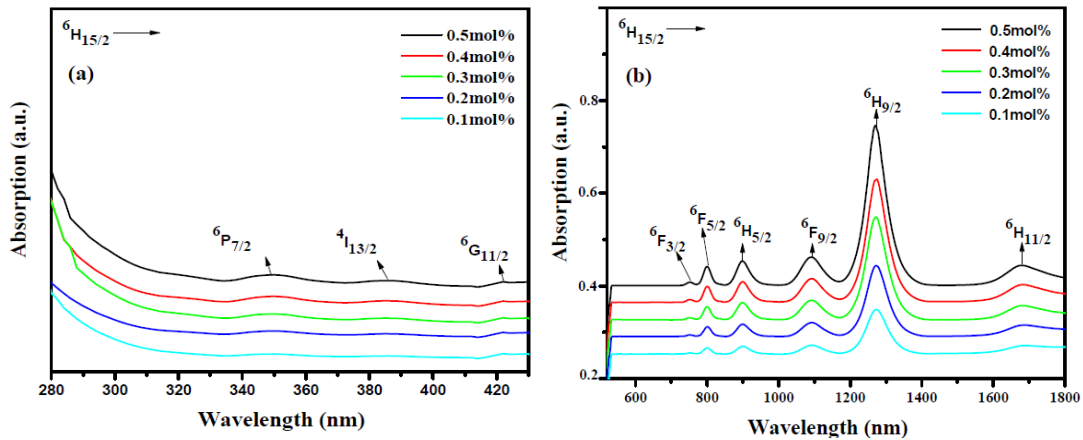 6H15/2
(a)
0.5mol%
0.4mol%
0.3mol%
0.2mol%
0.1mol%
6P7/2
4I13/2
6G11/2
Absorption (a.u.)
280 300 320 340 360 380 400 420
Wavelength (nm)
6H15/2
(b)
0.5mol%
0.4mol%
0.3mol%
0.2mol%
0.1mol%
6H9/2
6F3/2
6F5/2
6H5/2
6F9/2
6H11/2
Absorption (a.u.)
0.8
0.6
0.4
0.2
600 800 1000 1200 1400 1600 1800
Wavelength (nm)